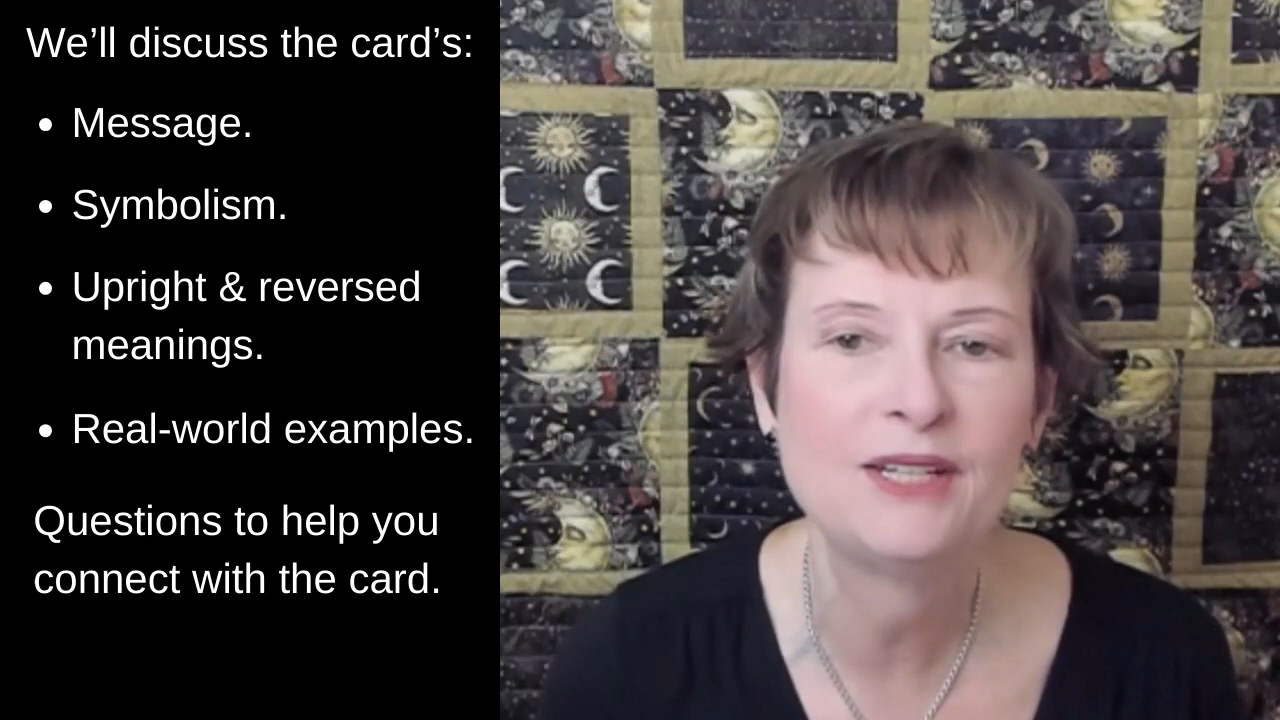 We’ll discuss the card’s:
• Message.
• Symbolism.
• Upright & reversed
meanings.
• Real-world examples.
Questions to help you
connect with the card.